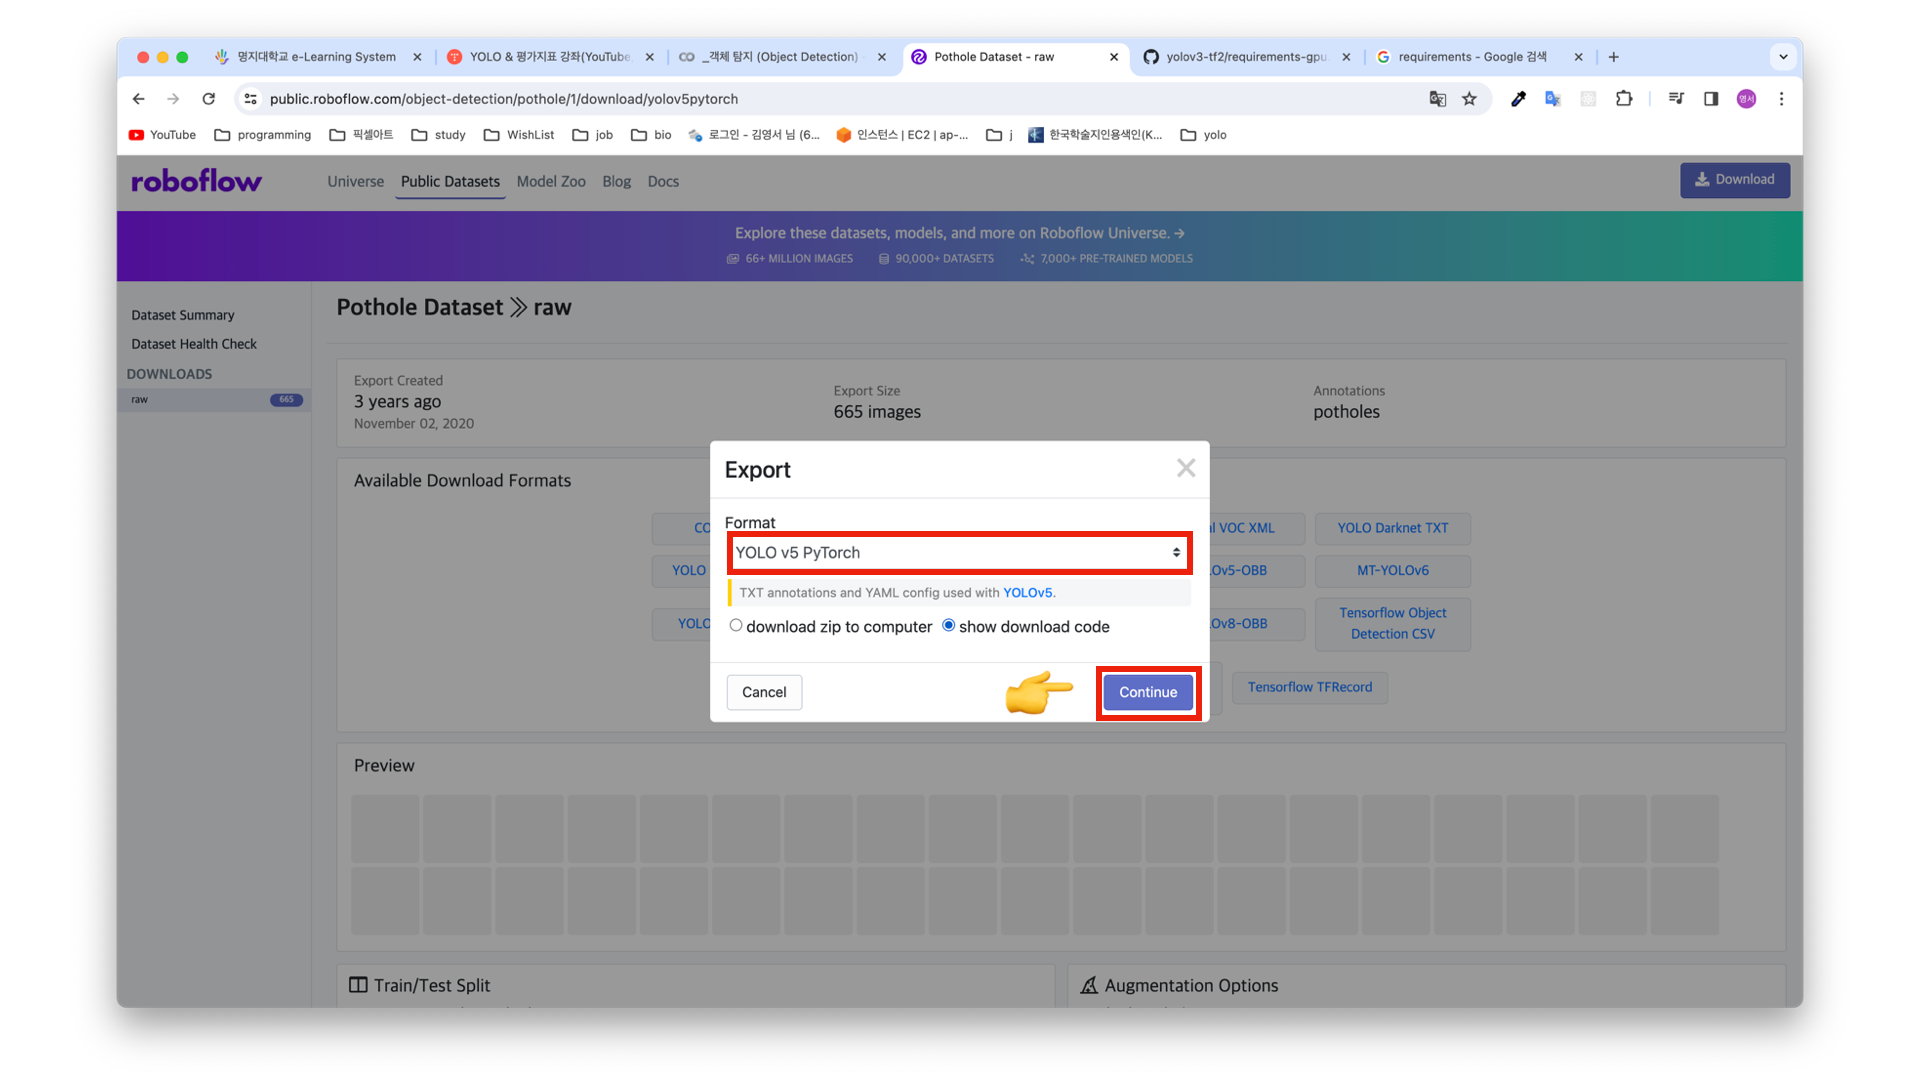 명지대학교 e-Learning System
YOLO & 평가지표 강좌(YouTube
_객체 탐지 (Object Detection)
Pothole Dataset - raw
yolov3-tf2/requirements-gpu
requirements - Google 검색
public.roboflow.com/object-detection/pothole/1/download/yolov5pytorch
영서
YouTube
programming
픽셀아트
study
WishList
job
bio
로그인 - 김영서 님 (6...
인스턴스 | EC2 | ap-...
j
한국학술지인용색인(K...
yolo
roboflow
Universe
Public Datasets
Model Zoo
Blog
Docs
Download
Explore these datasets, models, and more on Roboflow Universe. →
66+ MILLION IMAGES
90,000+ DATASETS
7,000+ PRE-TRAINED MODELS
Dataset Summary
Dataset Health Check
DOWNLOADS
raw
665
Pothole Dataset ≫ raw
Export Created
3 years ago
November 02, 2020
Export Size
665 images
Annotations
potholes
Available Download Formats
CO
l VOC XML
YOLO Darknet TXT
YOLO
Ov5-OBB
MT-YOLOv6
YOLO
Ov8-OBB
Tensorflow Object
Detection CSV
Tensorflow TFRecord
Export
Format
YOLO v5 PyTorch
TXT annotations and YAML config used with YOLOv5.
download zip to computer
show download code
Cancel
Continue
Preview
Train/Test Split
Augmentation Options